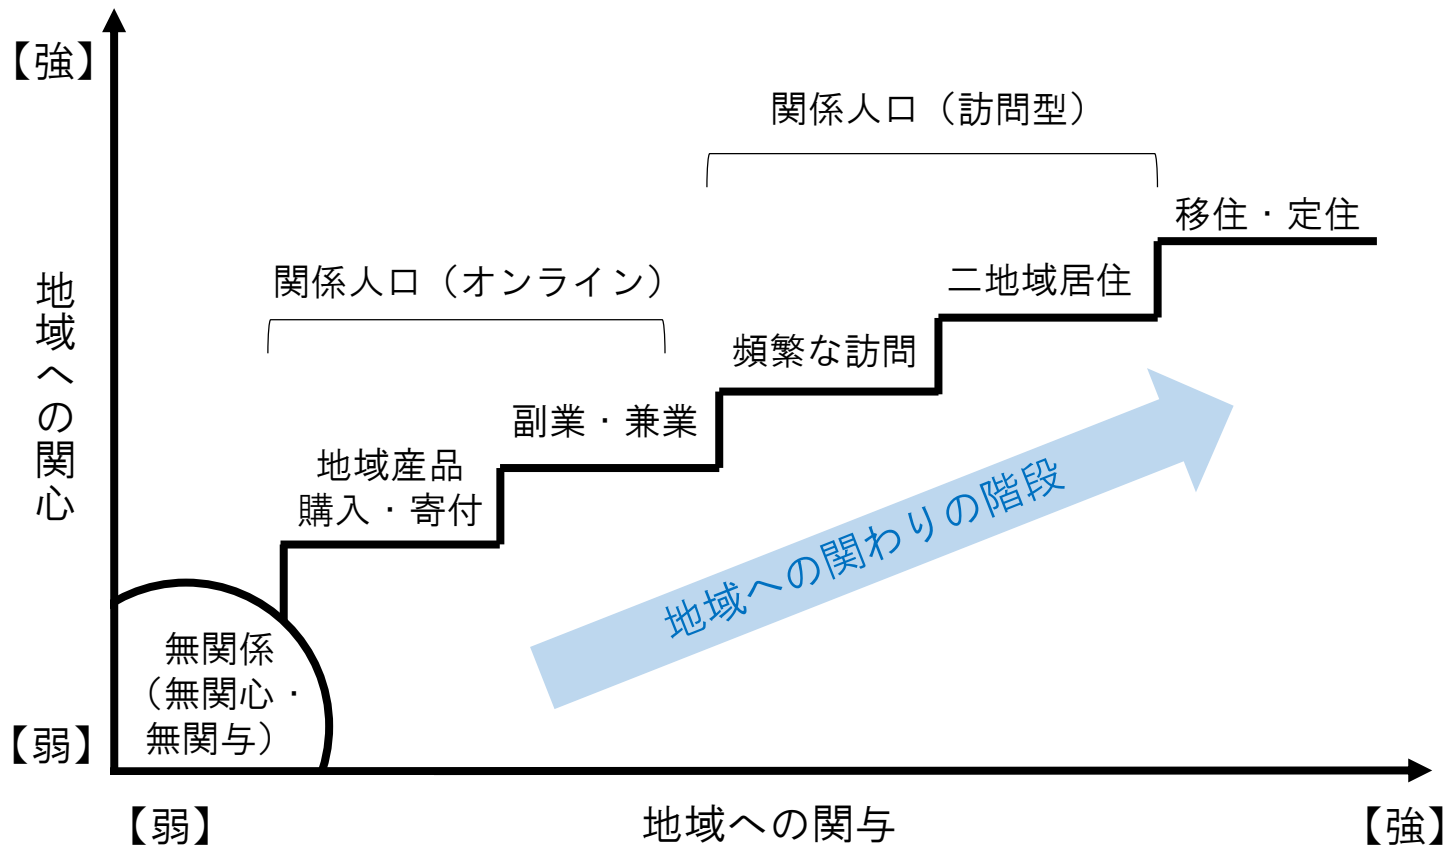 【強】
関係人口（訪問型）
移住・定住
関係人口（オンライン）
二地域居住
頻繁な訪問
副業・兼業
地域産品
購入・寄付
地域への関心
地域への関わりの階段
無関係
（無関心・
無関与）
【弱】
【弱】
地域への関与
【強】